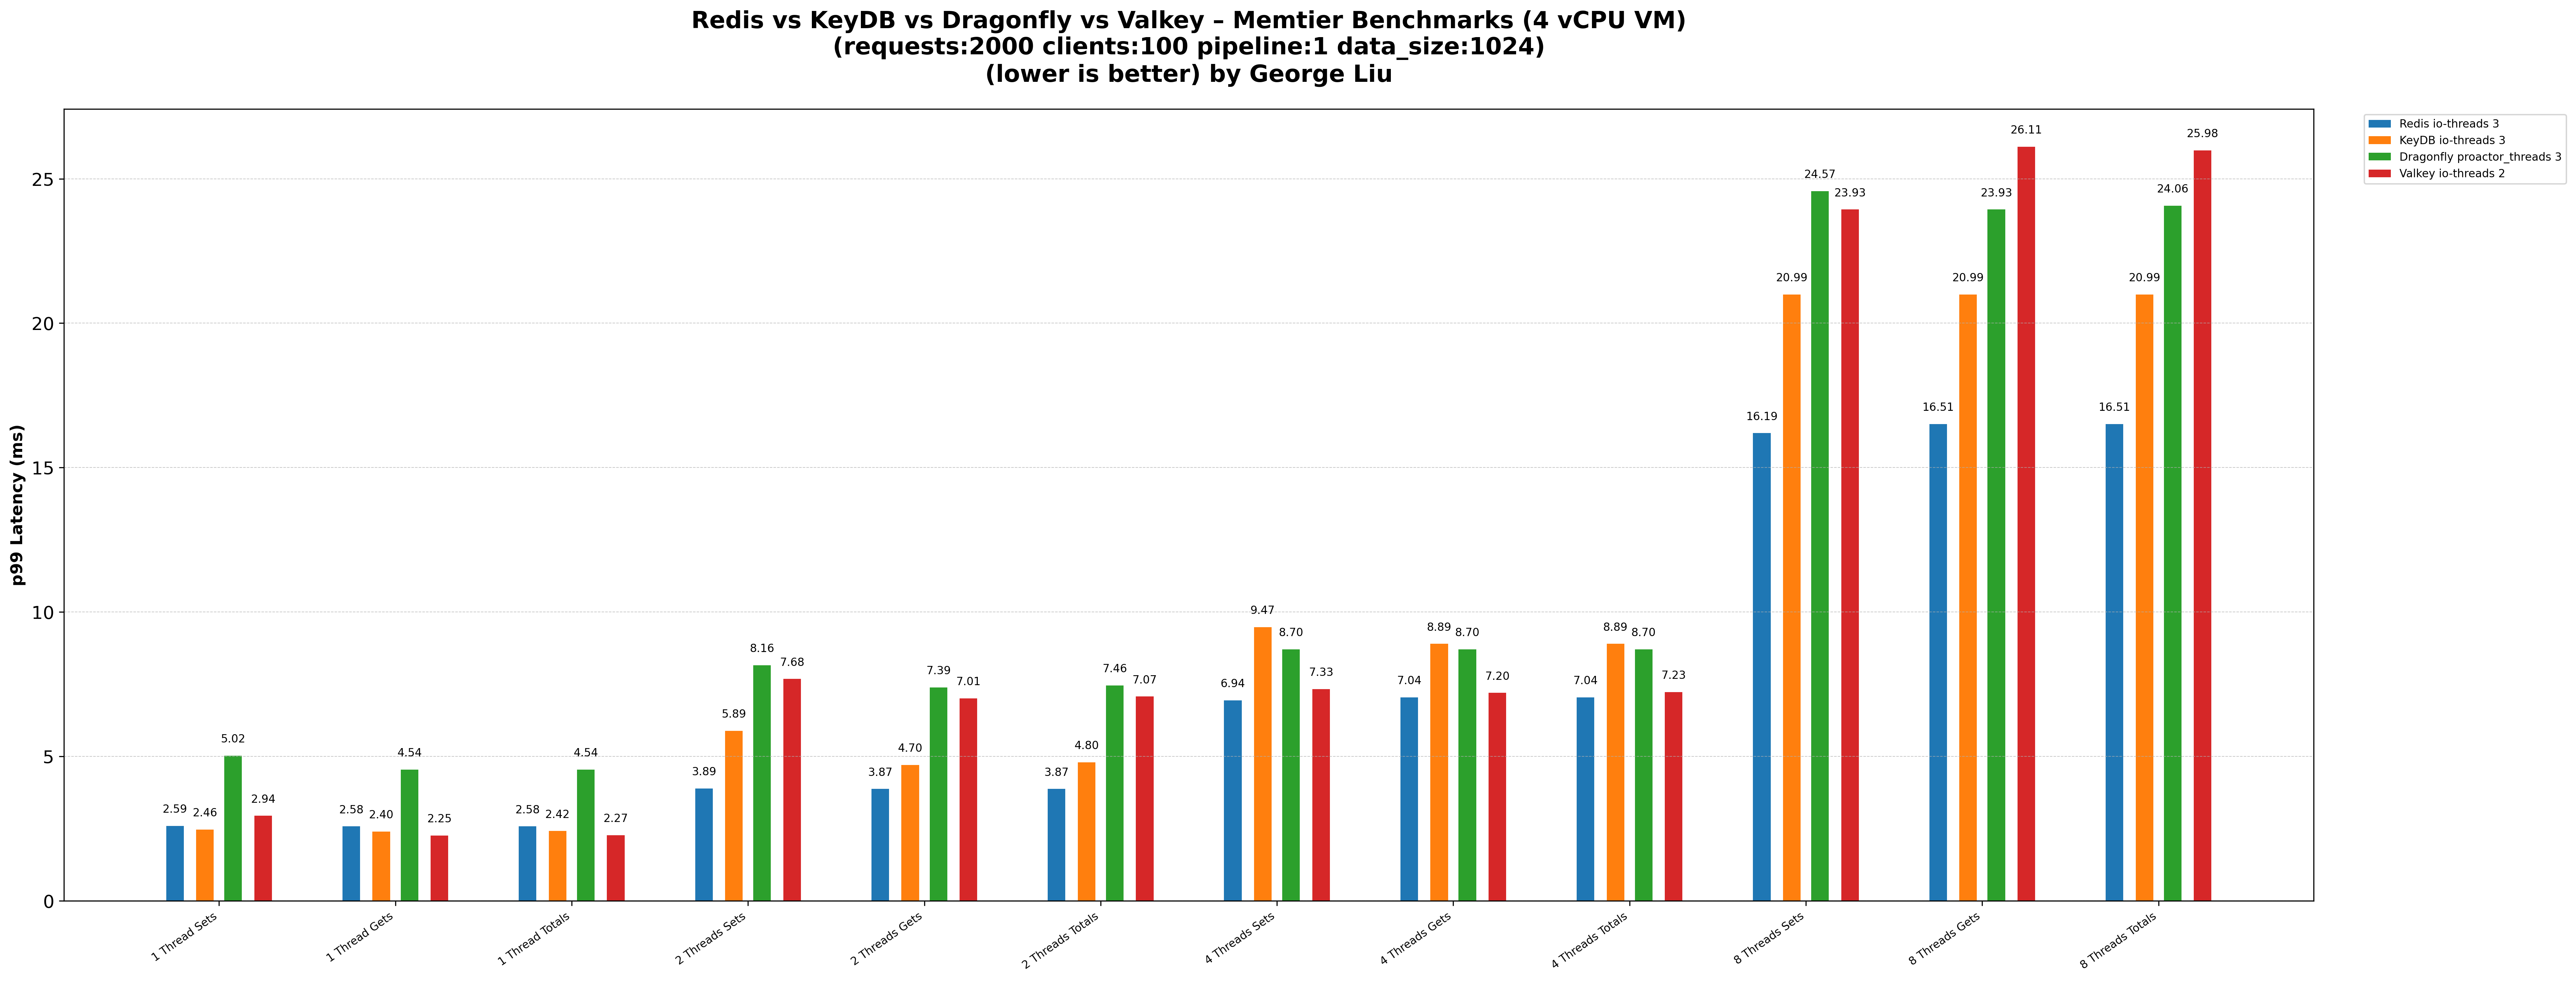 Redis vs KeyDB vs Dragonfly vs Valkey – Memtier Benchmarks (4 vCPU VM)
(requests:2000 clients:100 pipeline:1 data_size:1024)
(lower is better) by George Liu
Redis io-threads 3
KeyDB io-threads 3
Dragonfly proactor_threads 3
Valkey io-threads 2
p99 Latency (ms)
25
20
15
10
5
0
2.59 2.46 5.02 2.94
2.58 2.40 4.54 2.25
2.58 2.42 4.54 2.27
3.89 5.89 8.16 7.68
3.87 4.70 7.39 7.01
3.87 4.80 7.46 7.07
6.94 9.47 8.70 7.33
7.04 8.89 8.70 7.20
7.04 8.89 8.70 7.23
16.19 20.99 24.57 23.93
16.51 20.99 23.93 26.11
16.51 20.99 24.06 25.98
1 Thread Sets
1 Thread Gets
1 Thread Totals
2 Threads Sets
2 Threads Gets
2 Threads Totals
4 Threads Sets
4 Threads Gets
4 Threads Totals
8 Threads Sets
8 Threads Gets
8 Threads Totals